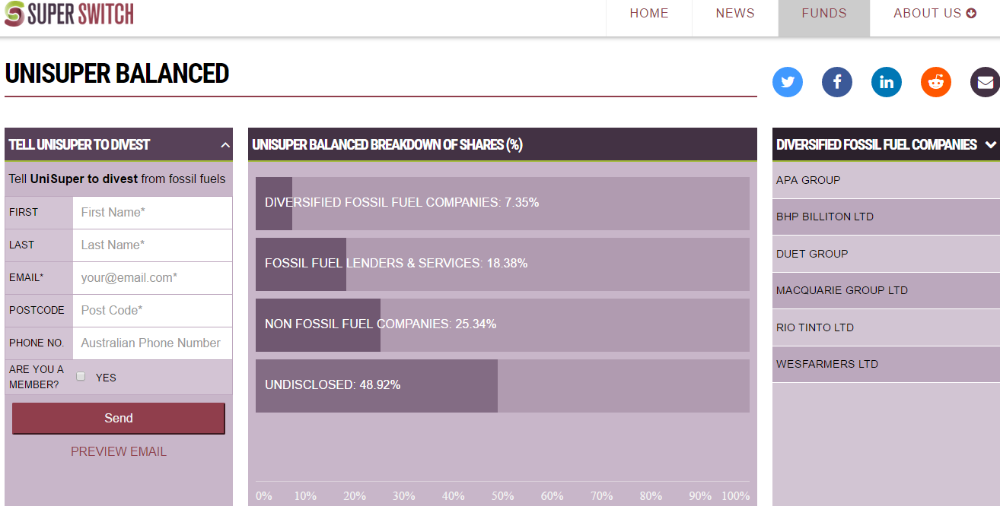 SUPER SWITCH
HOME
NEWS
FUNDS
ABOUT US
UNISUPER BALANCED
TELL UNISUPER TO DIVEST
Tell UniSuper to divest from fossil fuels
FIRST
First Name*
LAST
Last Name*
EMAIL*
your@email.com*
POSTCODE
Post Code*
PHONE NO.
Australian Phone Number
ARE YOU A
MEMBER?
YES
Send
PREVIEW EMAIL
UNISUPER BALANCED BREAKDOWN OF SHARES (%)
DIVERSIFIED FOSSIL FUEL COMPANIES: 7.35%
FOSSIL FUEL LENDERS & SERVICES: 18.38%
NON FOSSIL FUEL COMPANIES: 25.34%
UNDISCLOSED: 48.92%
0% 10% 20% 30% 40% 50% 60% 70% 80% 90% 100%
DIVERSIFIED FOSSIL FUEL COMPANIES
APA GROUP
BHP BILLITON LTD
DUET GROUP
MACQUARIE GROUP LTD
RIO TINTO LTD
WESFARMERS LTD